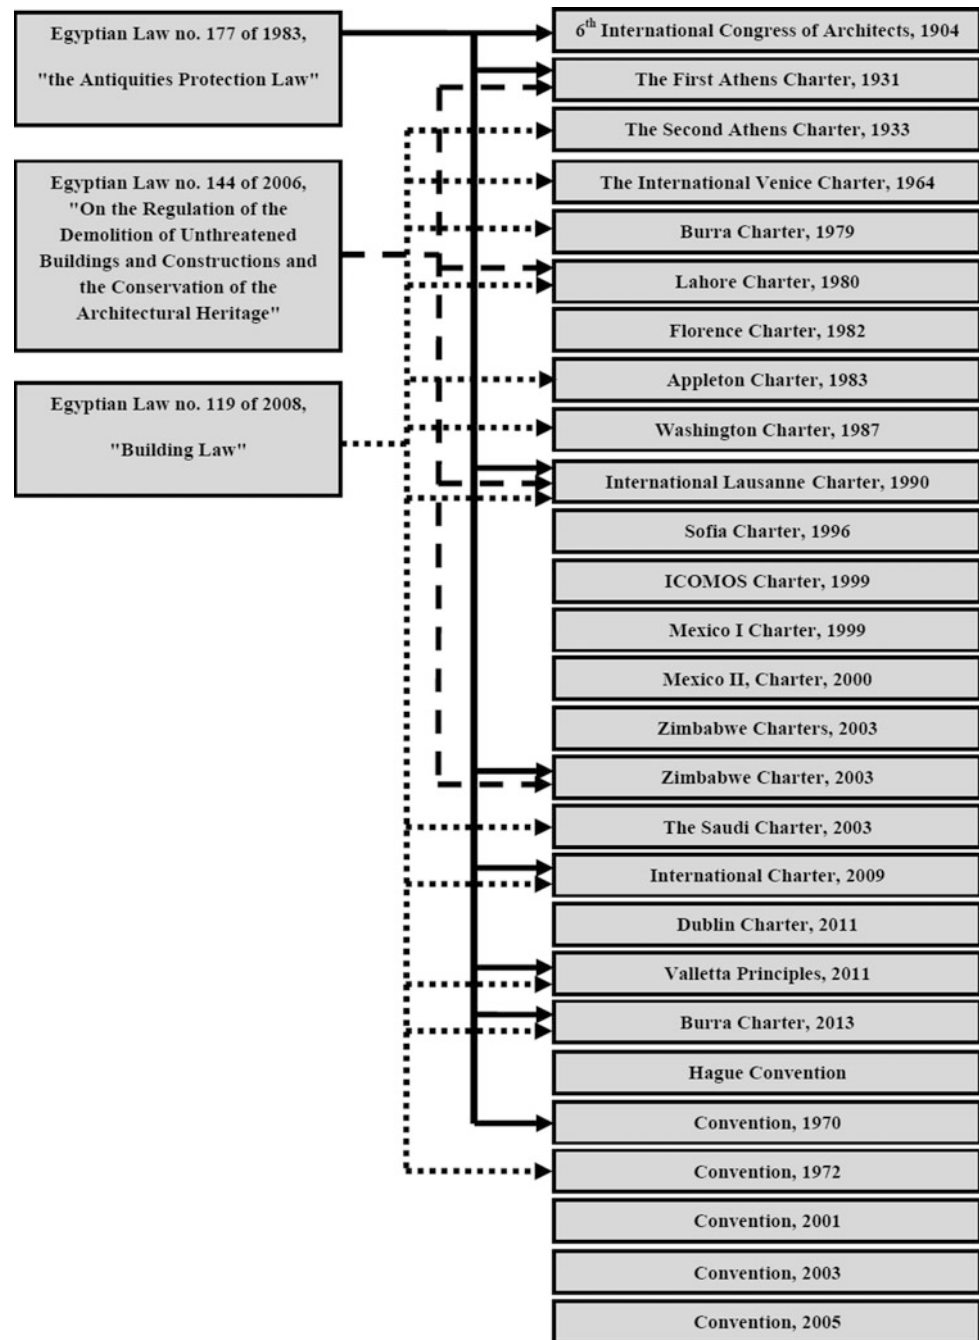 Egyptian Law no. 177 of 1983,
"the Antiquities Protection Law"
Egyptian Law no. 144 of 2006,
"On the Regulation of the
Demolition of Unthreatened
Buildings and Constructions and
the Conservation of the
Architectural Heritage"
Egyptian Law no. 119 of 2008,
"Building Law"
6th International Congress of Architects, 1904
The First Athens Charter, 1931
The Second Athens Charter, 1933
The International Venice Charter, 1964
Burra Charter, 1979
Lahore Charter, 1980
Florence Charter, 1982
Appleton Charter, 1983
Washington Charter, 1987
International Lausanne Charter, 1990
Sofia Charter, 1996
ICOMOS Charter, 1999
Mexico I Charter, 1999
Mexico II, Charter, 2000
Zimbabwe Charters, 2003
Zimbabwe Charter, 2003
The Saudi Charter, 2003
International Charter, 2009
Dublin Charter, 2011
Valletta Principles, 2011
Burra Charter, 2013
Hague Convention
Convention, 1970
Convention, 1972
Convention, 2001
Convention, 2003
Convention, 2005